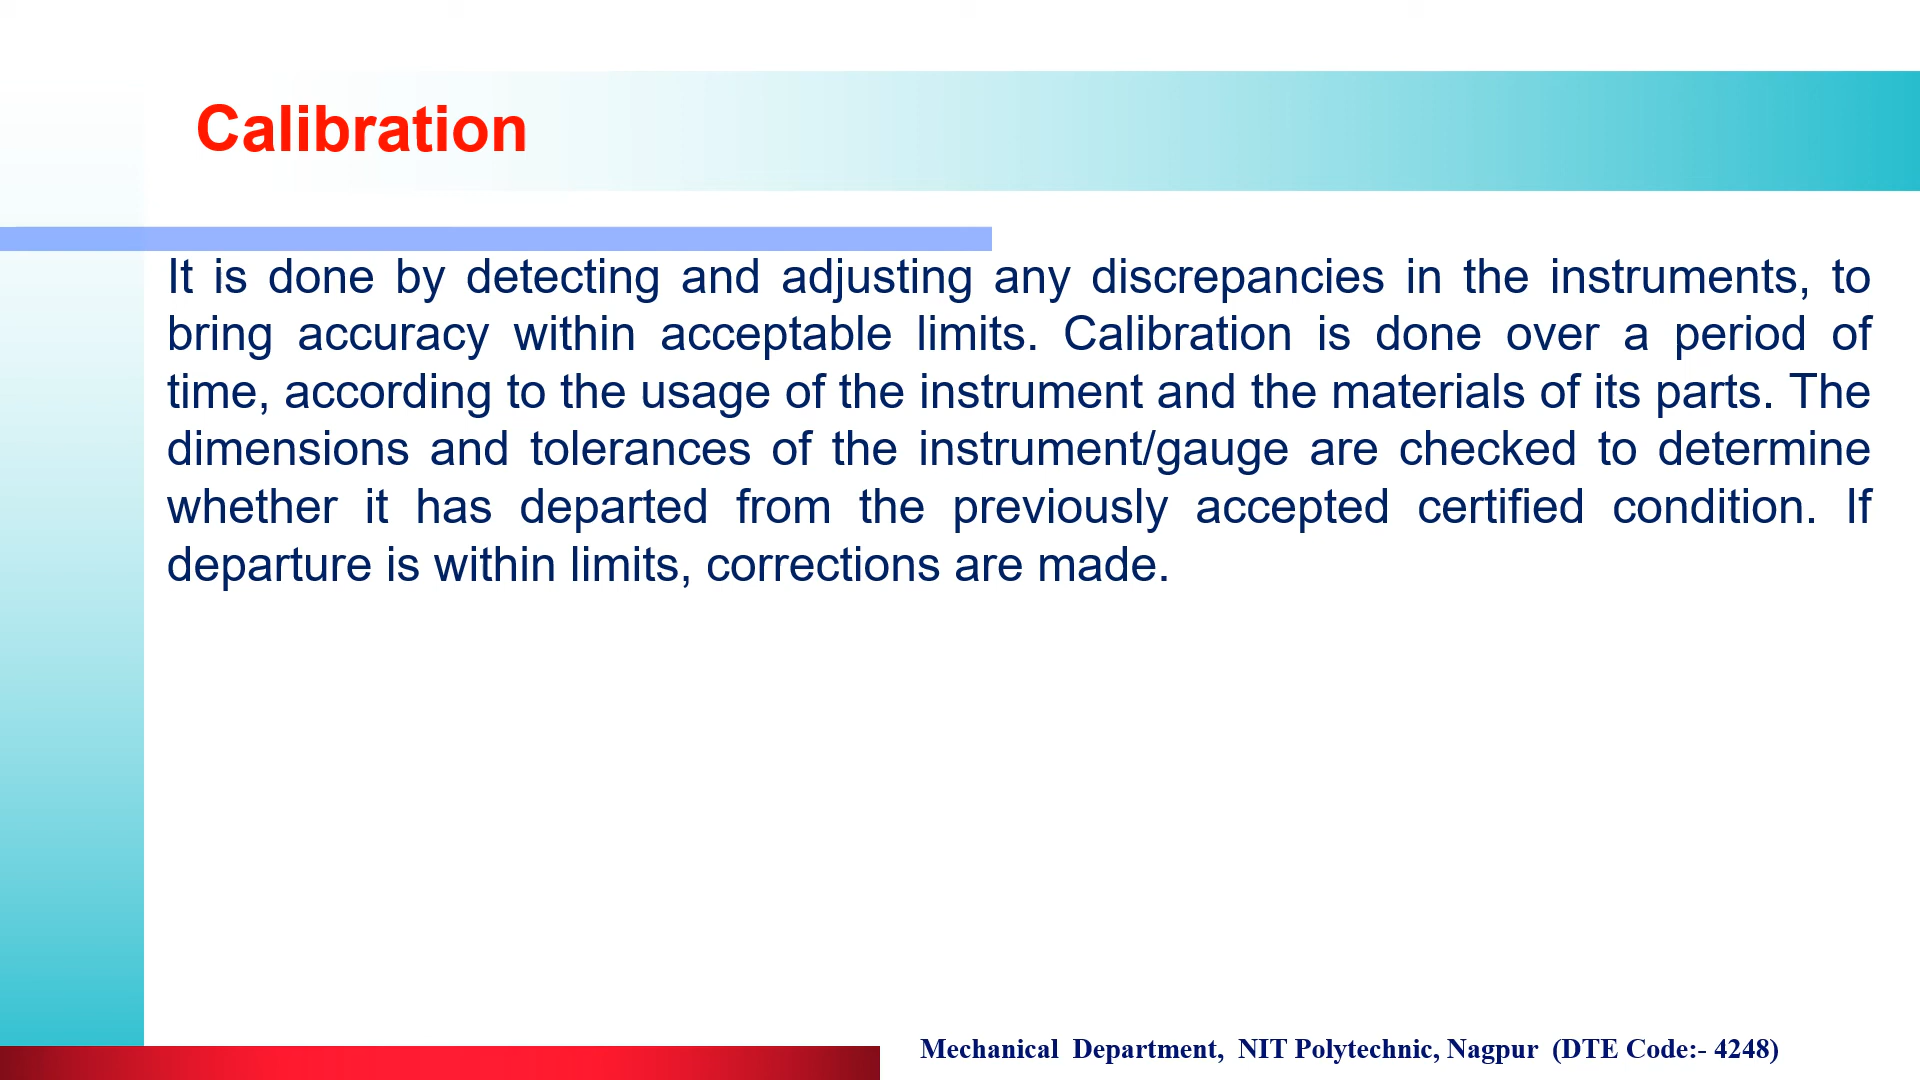 Calibration
It is done by detecting and adjusting any discrepancies in the instruments, to
bring accuracy within acceptable limits. Calibration is done over a period of
time, according to the usage of the instrument and the materials of its parts. The
dimensions and tolerances of the instrument/gauge are checked to determine
whether it has departed from the previously accepted certified condition. If
departure is within limits, corrections are made.
Mechanical Department, NIT Polytechnic, Nagpur (DTE Code:- 4248)